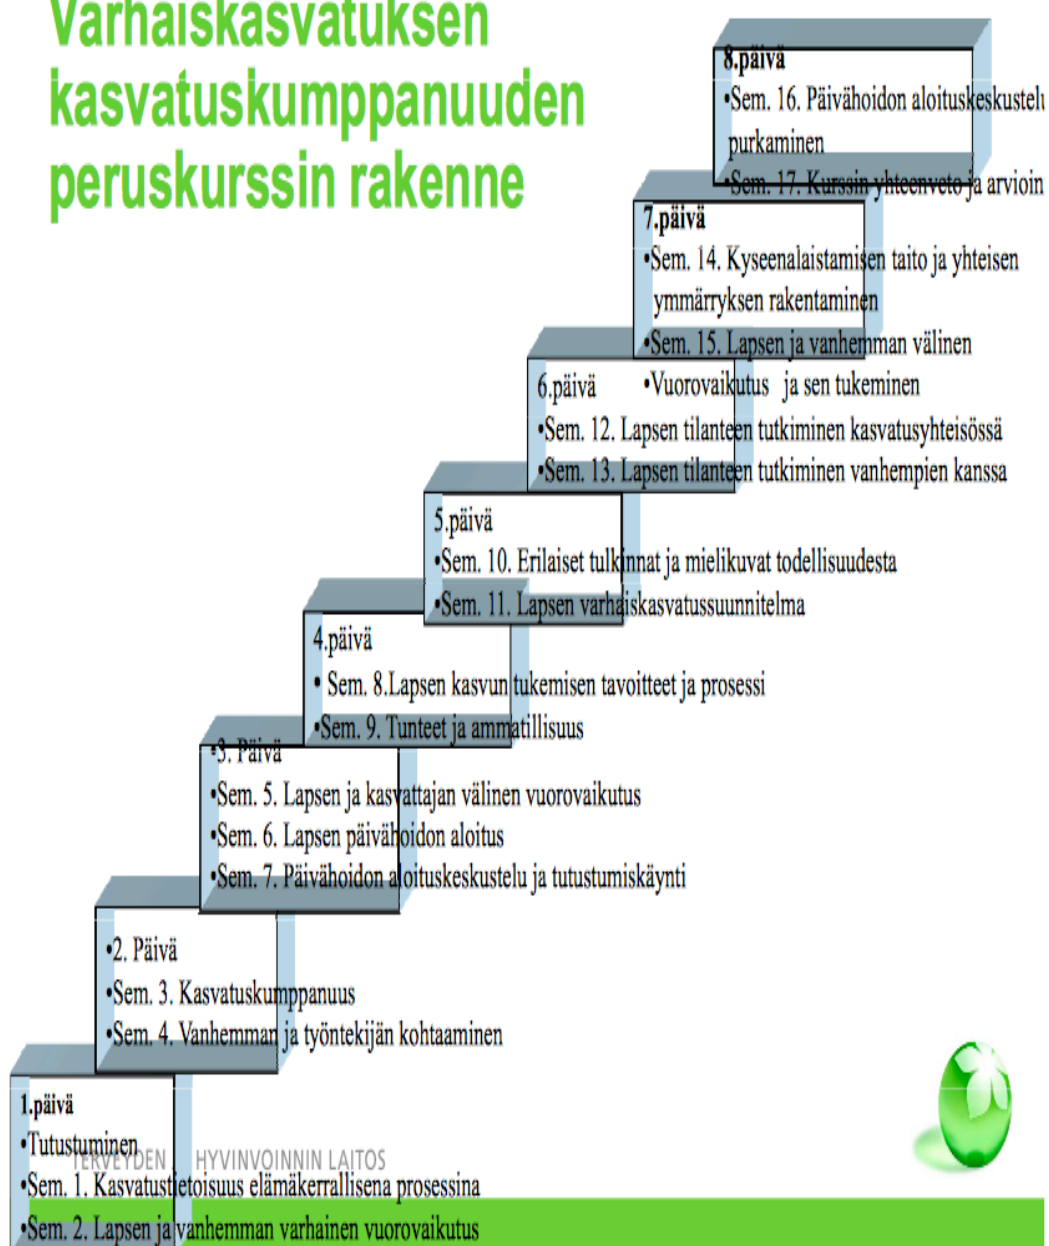 Varhaiskasvatuksen
kasvatuskumppanuuden
peruskurssin rakenne
8.päivä
•Sem. 16. Päivähoidon aloituskeskustelu
purkaminen
•Sem. 17. Kurssin yhteenveto ja arvioin
7.päivä
•Sem. 14. Kyseenalaistamisen taito ja yhteisen
ymmärryksen rakentaminen
•Sem. 15. Lapsen ja vanhemman välinen
•Vuorovaikutus ja sen tukeminen
6.päivä
•Sem. 12. Lapsen tilanteen tutkiminen kasvatusyhteisössä
•Sem. 13. Lapsen tilanteen tutkiminen vanhempien kanssa
5.päivä
•Sem. 10. Erilaiset tulkinnat ja mielikuvat todellisuudesta
•Sem. 11. Lapsen varhaiskasvatussuunnitelma
4.päivä
• Sem. 8.Lapsen kasvun tukemisen tavoitteet ja prosessi
•Sem. 9. Tunteet ja ammatillisuus
•3. Päivä
•Sem. 5. Lapsen ja kasvattajan välinen vuorovaikutus
•Sem. 6. Lapsen päivähoidon aloitus
•Sem. 7. Päivähoidon aloituskeskustelu ja tutustumiskäynti
•2. Päivä
•Sem. 3. Kasvatuskumppanuus
•Sem. 4. Vanhemman ja työntekijän kohtaaminen
1.päivä
•Tutustuminen
TERVEYDEN HYVINVOINNIN LAITOS
•Sem. 1. Kasvatustietoisuus elämäkerrallisena prosessina
•Sem. 2. Lapsen ja vanhemman varhainen vuorovaikutus